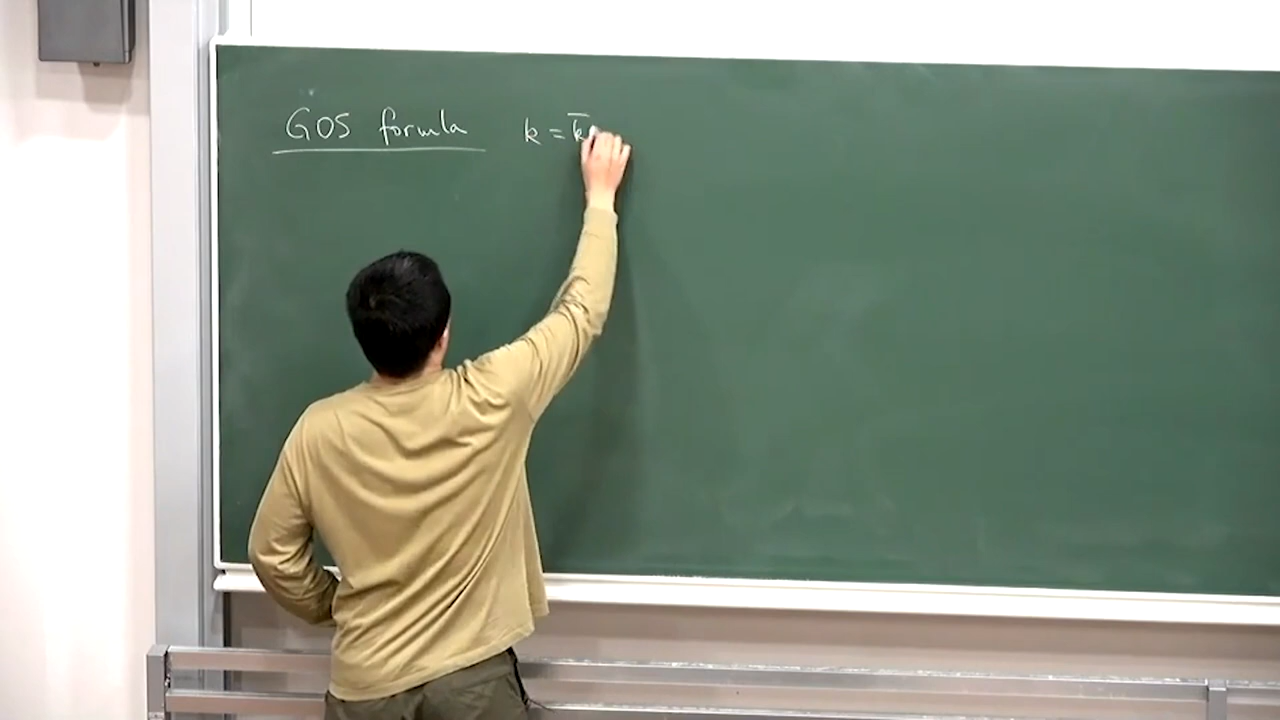 GOS formula k = k̅